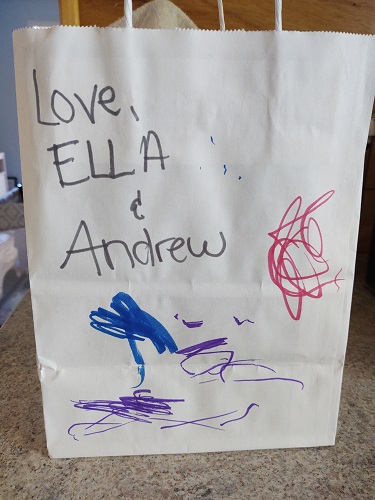 Love,
ELLA
&
Andrew